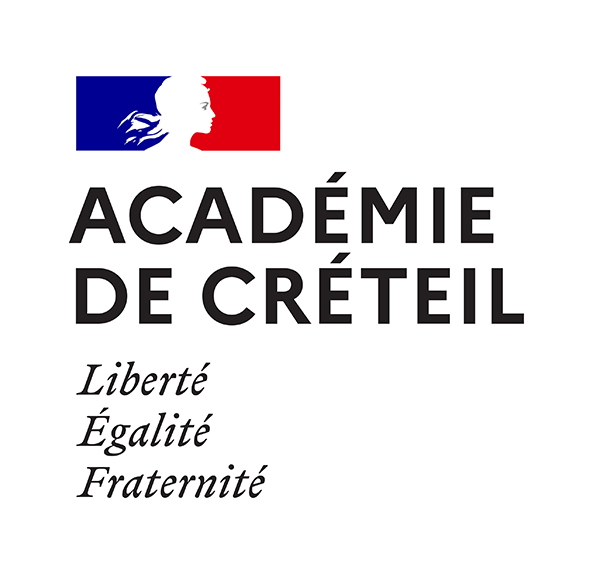 ACADÉMIE
DE CRÉTEIL
Liberté
Égalité
Fraternité